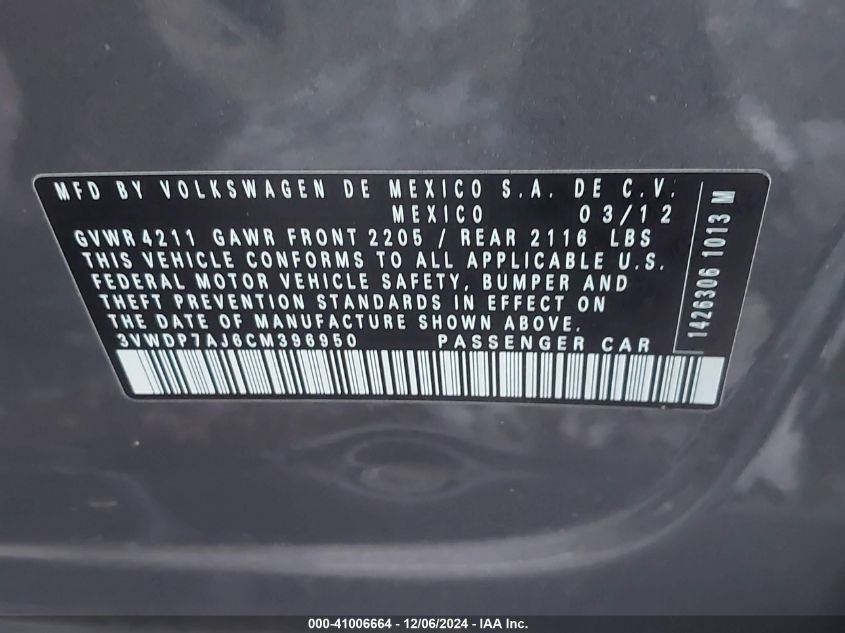 MFD BY VOLKSWAGEN DE MEXICO S.A. DE C.V.
MEXICO 03/12
GVWR 4211 GAWR FRONT 2205 / REAR 2116 LBS
THIS VEHICLE CONFORMS TO ALL APPLICABLE U.S.
FEDERAL MOTOR VEHICLE SAFETY, BUMPER AND
THEFT PREVENTION STANDARDS IN EFFECT ON
THE DATE OF MANUFACTURE SHOWN ABOVE.
3VWDP7AJ6CM396950 PASSENGER CAR
1426306 1013 M
000-41006664 - 12/06/2024 - IAA Inc.